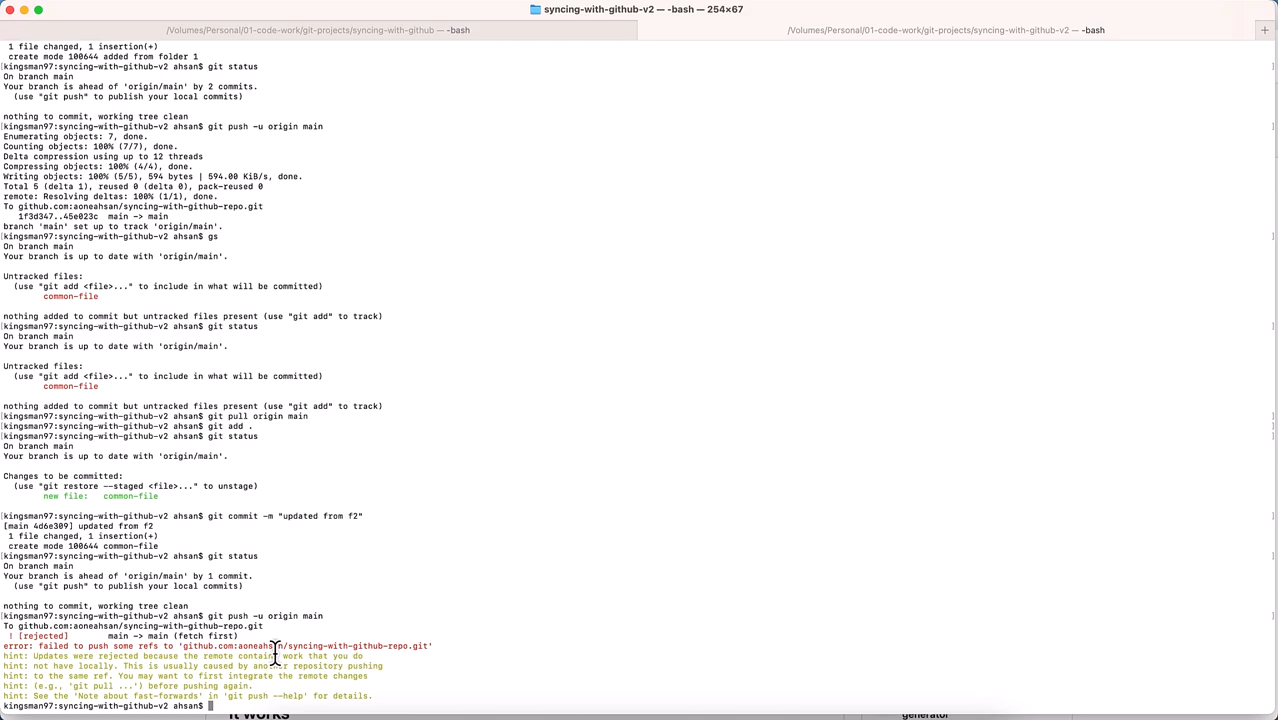 syncing-with-github-v2 — -bash — 254×67
/Volumes/Personal/01-code-work/git-projects/syncing-with-github — -bash
/Volumes/Personal/01-code-work/git-projects/syncing-with-github-v2 — -bash
+
 1 file changed, 1 insertion(+)
 create mode 100644 added from folder 1
[kingsman97:syncing-with-github-v2 ahsan$ git status ]
On branch main
Your branch is ahead of 'origin/main' by 2 commits.
  (use "git push" to publish your local commits)
nothing to commit, working tree clean
[kingsman97:syncing-with-github-v2 ahsan$ git push -u origin main ]
Enumerating objects: 7, done.
Counting objects: 100% (7/7), done.
Delta compression using up to 12 threads
Compressing objects: 100% (4/4), done.
Writing objects: 100% (5/5), 594 bytes | 594.00 KiB/s, done.
Total 5 (delta 1), reused 0 (delta 0), pack-reused 0
remote: Resolving deltas: 100% (1/1), done.
To github.com:aoneahsan/syncing-with-github-repo.git
   1f3d347..45e023c  main -> main
branch 'main' set up to track 'origin/main'.
[kingsman97:syncing-with-github-v2 ahsan$ gs ]
On branch main
Your branch is up to date with 'origin/main'.
Untracked files:
  (use "git add <file>..." to include in what will be committed)
        common-file
nothing added to commit but untracked files present (use "git add" to track)
[kingsman97:syncing-with-github-v2 ahsan$ git status ]
On branch main
Your branch is up to date with 'origin/main'.
Untracked files:
  (use "git add <file>..." to include in what will be committed)
        common-file
nothing added to commit but untracked files present (use "git add" to track)
[kingsman97:syncing-with-github-v2 ahsan$ git pull origin main ]
[kingsman97:syncing-with-github-v2 ahsan$ git add . ]
[kingsman97:syncing-with-github-v2 ahsan$ git status ]
On branch main
Your branch is up to date with 'origin/main'.
Changes to be committed:
  (use "git restore --staged <file>..." to unstage)
        new file:   common-file
[kingsman97:syncing-with-github-v2 ahsan$ git commit -m "updated from f2" ]
[main 4d6e309] updated from f2
 1 file changed, 1 insertion(+)
 create mode 100644 common-file
[kingsman97:syncing-with-github-v2 ahsan$ git status ]
On branch main
Your branch is ahead of 'origin/main' by 1 commit.
  (use "git push" to publish your local commits)
nothing to commit, working tree clean
[kingsman97:syncing-with-github-v2 ahsan$ git push -u origin main ]
To github.com:aoneahsan/syncing-with-github-repo.git
 ! [rejected]        main -> main (fetch first)
error: failed to push some refs to 'github.com:aoneahsan/syncing-with-github-repo.git'
hint: Updates were rejected because the remote contains work that you do
hint: not have locally. This is usually caused by another repository pushing
hint: to the same ref. You may want to first integrate the remote changes
hint: (e.g., 'git pull ...') before pushing again.
hint: See the 'Note about fast-forwards' in 'git push --help' for details.
kingsman97:syncing-with-github-v2 ahsan$
It works
generator